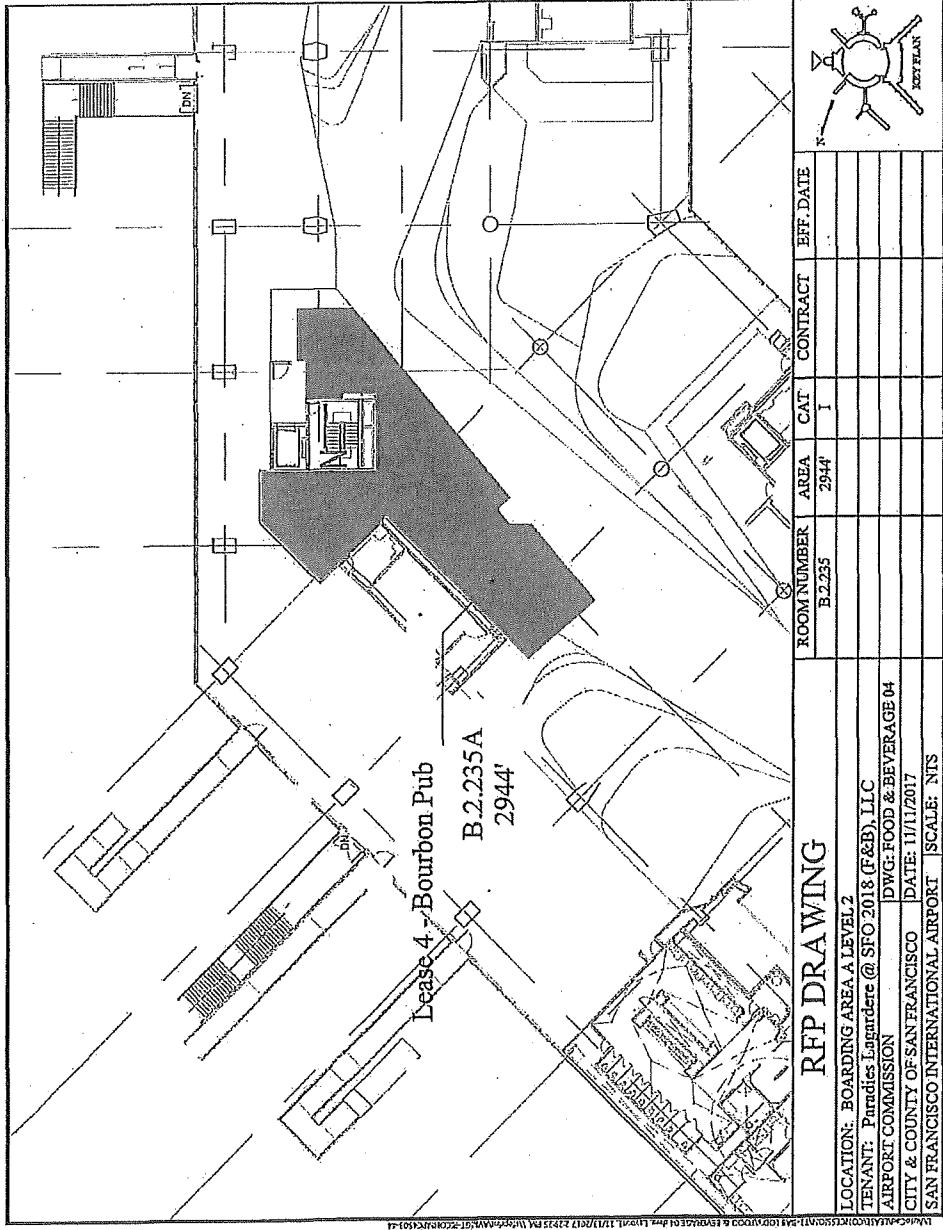 DN
DN
Lease 4 - Bourbon Pub
B.2.235A
2944'
RFP DRAWING
LOCATION: BOARDING AREA A LEVEL 2
TENANT: Paradies Lagardere @ SFO 2018 (F&B), LLC
AIRPORT COMMISSION DWG: FOOD & BEVERAGE 04
CITY & COUNTY OF SAN FRANCISCO DATE: 11/11/2017
SAN FRANCISCO INTERNATIONAL AIRPORT SCALE: NTS
ROOM NUMBER AREA CAT CONTRACT EFF. DATE
B.2.235 2944' I
N
KEY PLAN